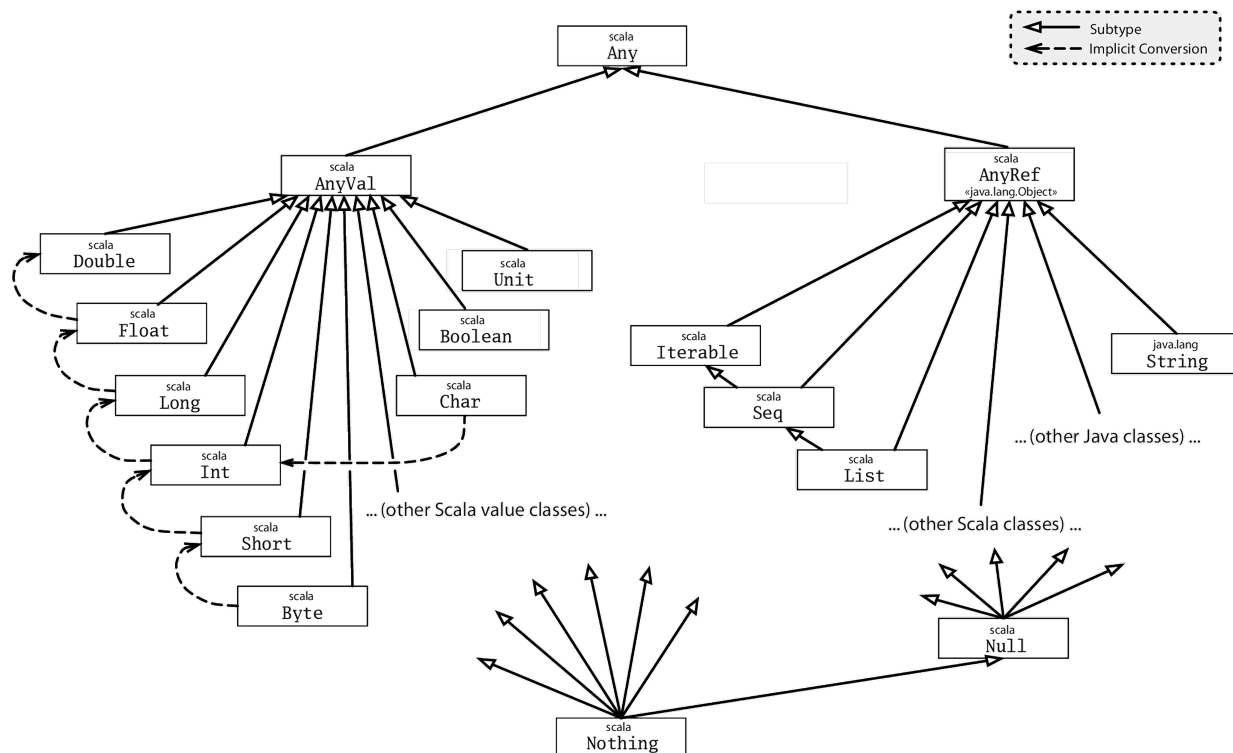 scala
Any
Subtype
Implicit Conversion
scala
AnyVal
scala
AnyRef
«java.lang.Object»
scala
Double
scala
Unit
scala
Float
scala
Boolean
scala
Iterable
java.lang
String
scala
Long
scala
Char
scala
Seq
... (other Java classes) ...
scala
Int
scala
List
... (other Scala value classes) ...
... (other Scala classes) ...
scala
Short
scala
Byte
scala
Null
scala
Nothing